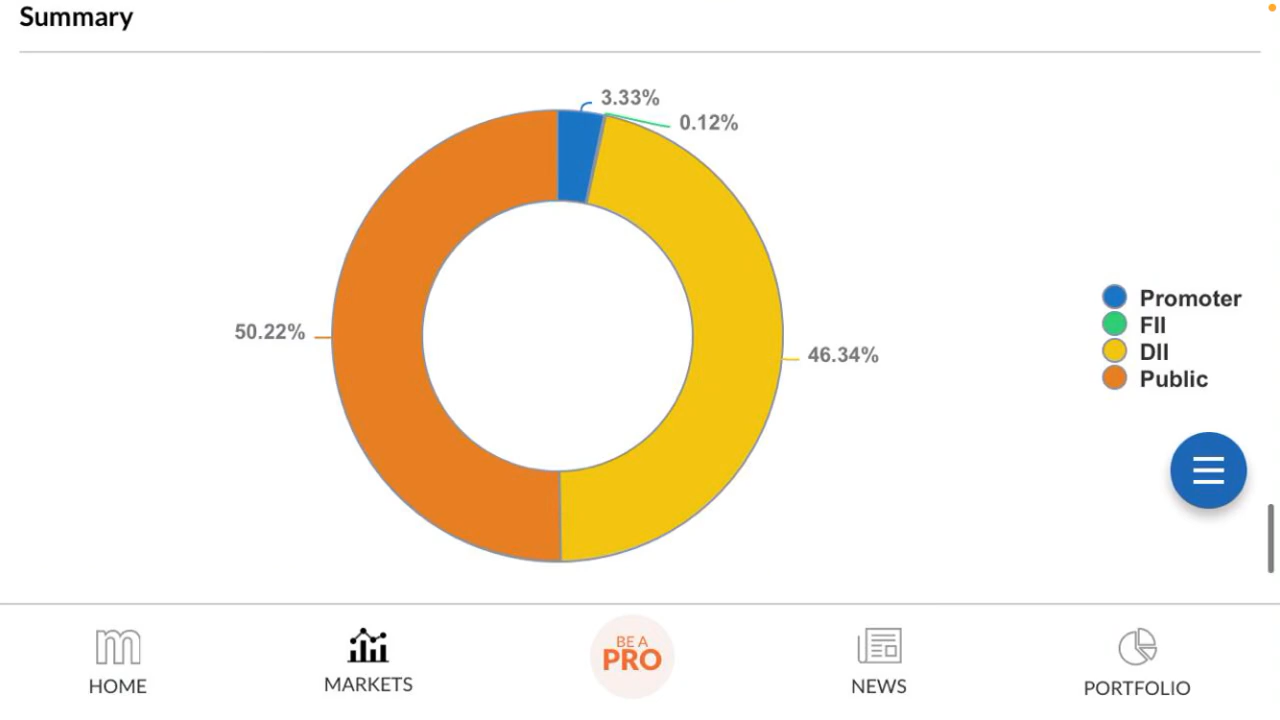 Summary
3.33%
0.12%
50.22%
46.34%
Promoter
FII
DII
Public
BE A
PRO
HOME
MARKETS
NEWS
PORTFOLIO